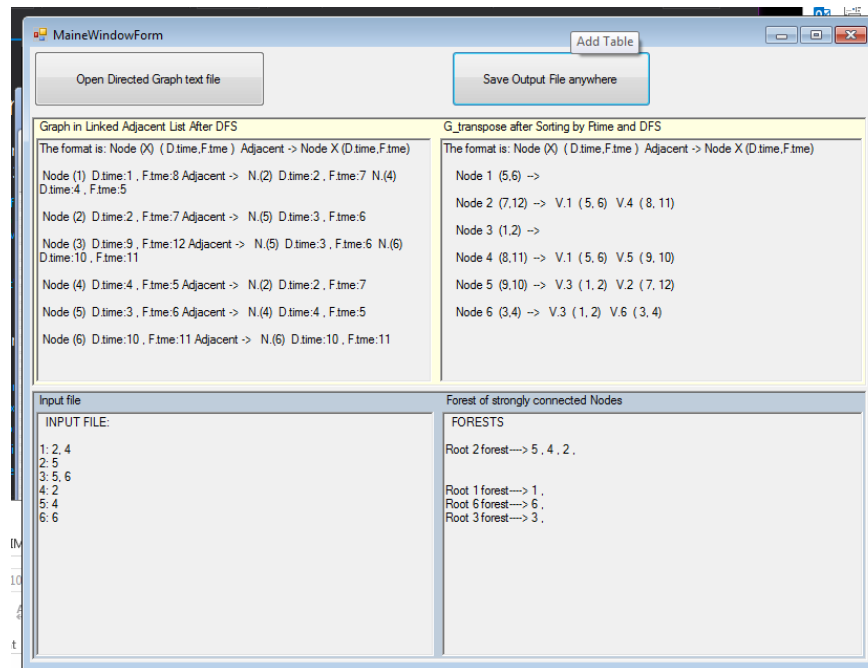 MaineWindowForm
Add Table
Open Directed Graph text file
Save Output File anywhere
Graph in Linked Adjacent List After DFS
The format is: Node (X) ( D.time,F.tme ) Adjacent -> Node X (D.time,F.tme)
Node (1) D.time:1 , F.tme:8 Adjacent -> N.(2) D.time:2 , F.tme:7 N.(4)
D.time:4 , F.tme:5
Node (2) D.time:2 , F.tme:7 Adjacent -> N.(5) D.time:3 , F.tme:6
Node (3) D.time:9 , F.tme:12 Adjacent -> N.(5) D.time:3 , F.tme:6 N.(6)
D.time:10 , F.tme:11
Node (4) D.time:4 , F.tme:5 Adjacent -> N.(2) D.time:2 , F.tme:7
Node (5) D.time:3 , F.tme:6 Adjacent -> N.(4) D.time:4 , F.tme:5
Node (6) D.time:10 , F.tme:11 Adjacent -> N.(6) D.time:10 , F.tme:11
G_transpose after Sorting by Ftime and DFS
The format is: Node (X) ( D.time,F.tme ) Adjacent -> Node X (D.time,F.tme)
Node 1 (5,6) -->
Node 2 (7,12) --> V.1 ( 5, 6) V.4 ( 8, 11)
Node 3 (1,2) -->
Node 4 (8,11) --> V.1 ( 5, 6) V.5 ( 9, 10)
Node 5 (9,10) --> V.3 ( 1, 2) V.2 ( 7, 12)
Node 6 (3,4) --> V.3 ( 1, 2) V.6 ( 3, 4)
Input file
INPUT FILE:
1: 2, 4
2: 5
3: 5, 6
4: 2
5: 4
6: 6
Forest of strongly connected Nodes
FORESTS
Root 2 forest----> 5 , 4 , 2 ,
Root 1 forest----> 1 ,
Root 6 forest----> 6 ,
Root 3 forest----> 3 ,